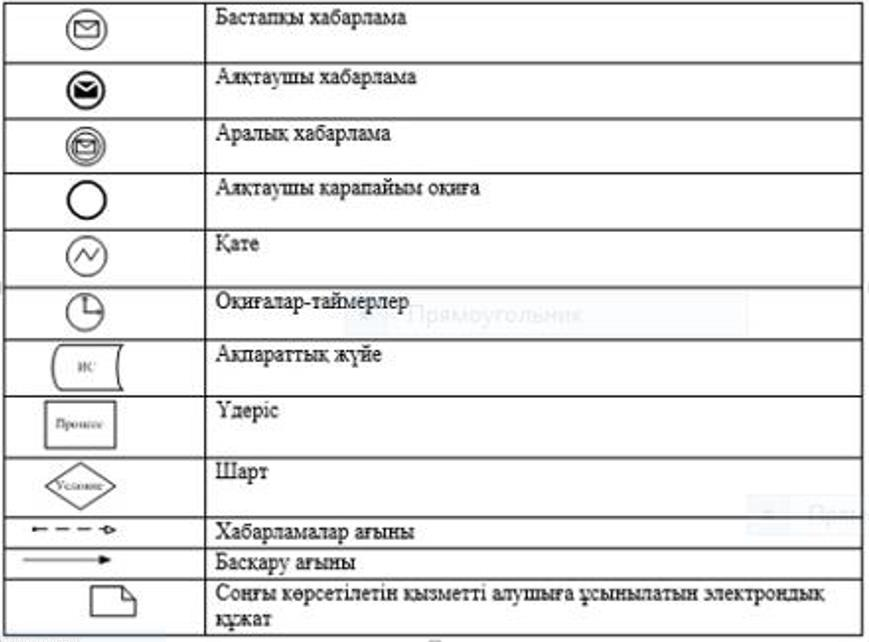 Бастапқы хабарлама
Аяқтаушы хабарлама
Аралық хабарлама
Аяқтаушы қарапайым оқиға
Қате
Оқиғалар-таймерлер
Прямоугольник
ИС
Ақпараттық жүйе
Процесс
Үдеріс
Условие
Шарт
Хабарламалар ағыны
Басқару ағыны
Соңғы көрсетілетін қызметті алушыға ұсынылатын электрондық
құжат